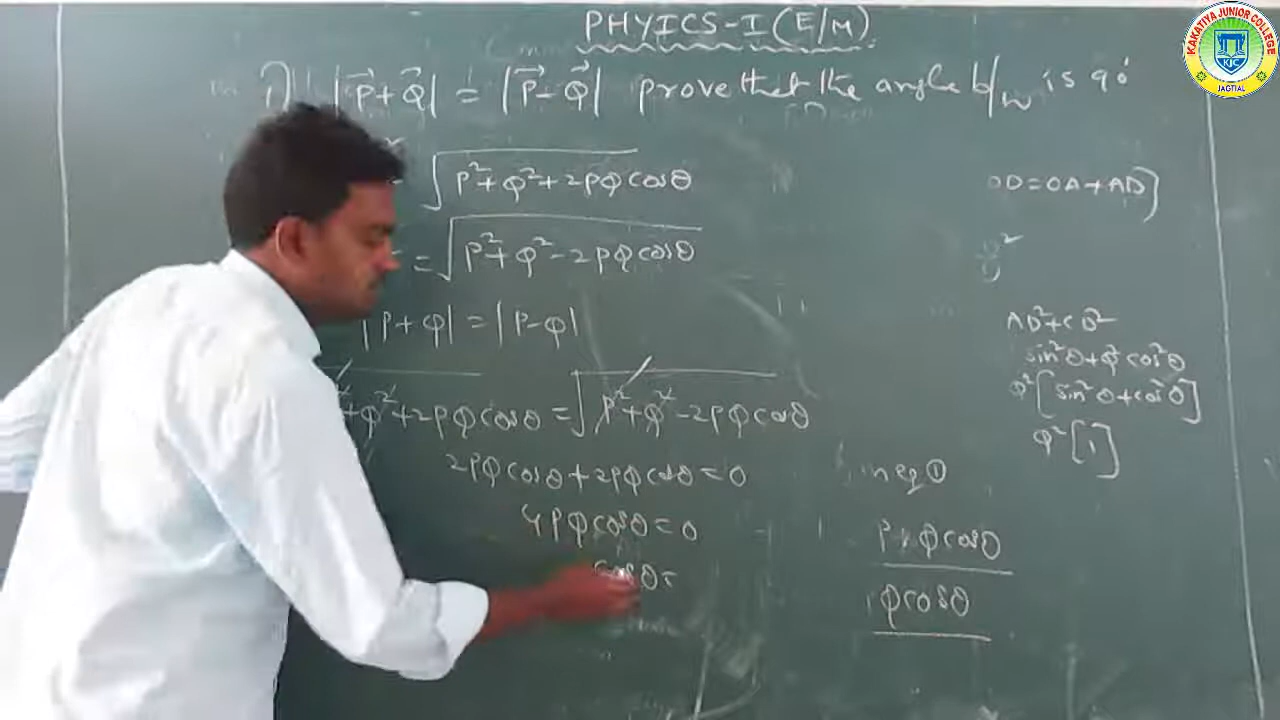 PHYSICS-I (E/M)
|P⃗+Q⃗| = |P⃗-Q⃗| prove that the angle b/w is 90°
√P²+Q²+2PQcosθ
= √P²+Q²-2PQcosθ
|P+Q| = |P-Q|
+Q²+2PQcosθ = √P²+Q²-2PQcosθ
2PQcosθ+2PQcosθ=0
4PQcosθ=0
cosθ=
OD=OA+AD)
AD²+CD²
sin²θ+Q²cos²θ
Q²[sin²θ+cos²θ]
Q²[1]
in eq ①
P+Qcosθ
Qcosθ
KAKATIYA JUNIOR COLLEGE
KJC
JAGTIAL